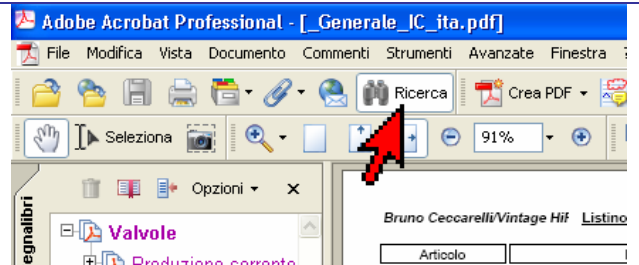 Adobe Acrobat Professional - [_Generale_IC_ita.pdf]
File Modifica Vista Documento Commenti Strumenti Avanzate Finestra ?
Ricerca Crea PDF
Seleziona 91%
Opzioni x
Bruno Ceccarelli/Vintage HiF Listino
Valvole
Articolo
Produzione corrente
egnalibri